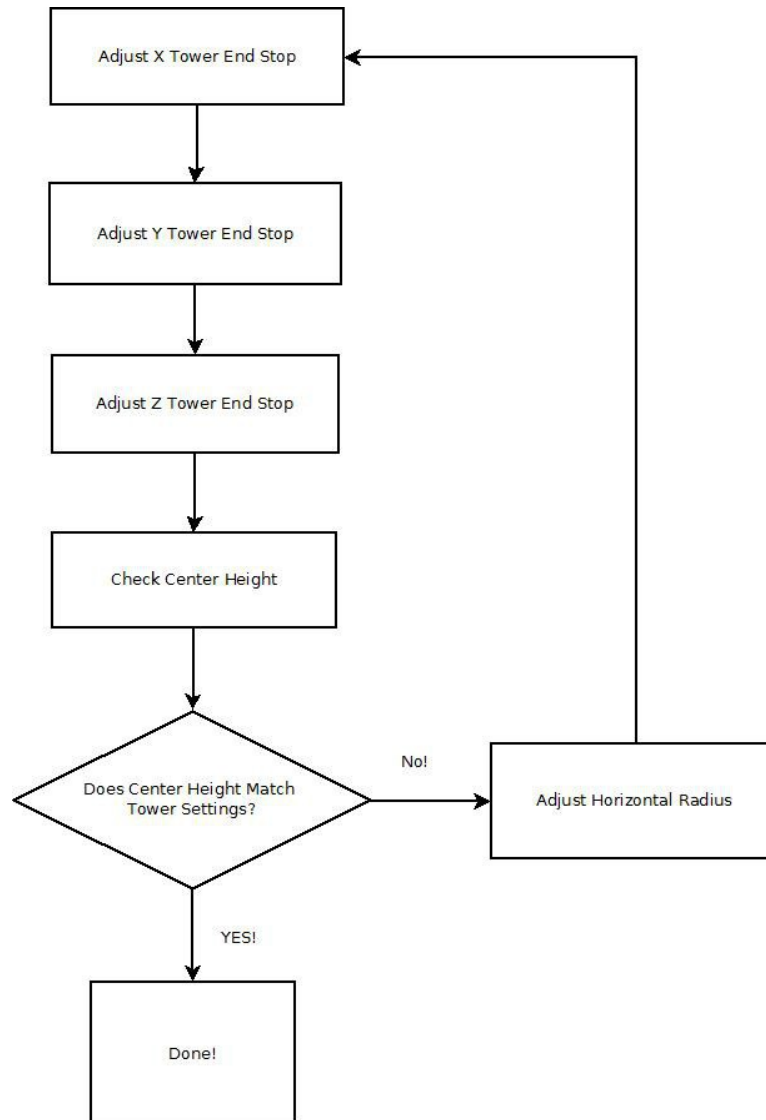 Adjust X Tower End Stop
Adjust Y Tower End Stop
Adjust Z Tower End Stop
Check Center Height
Does Center Height Match
Tower Settings?
No!
Adjust Horizontal Radius
YES!
Done!